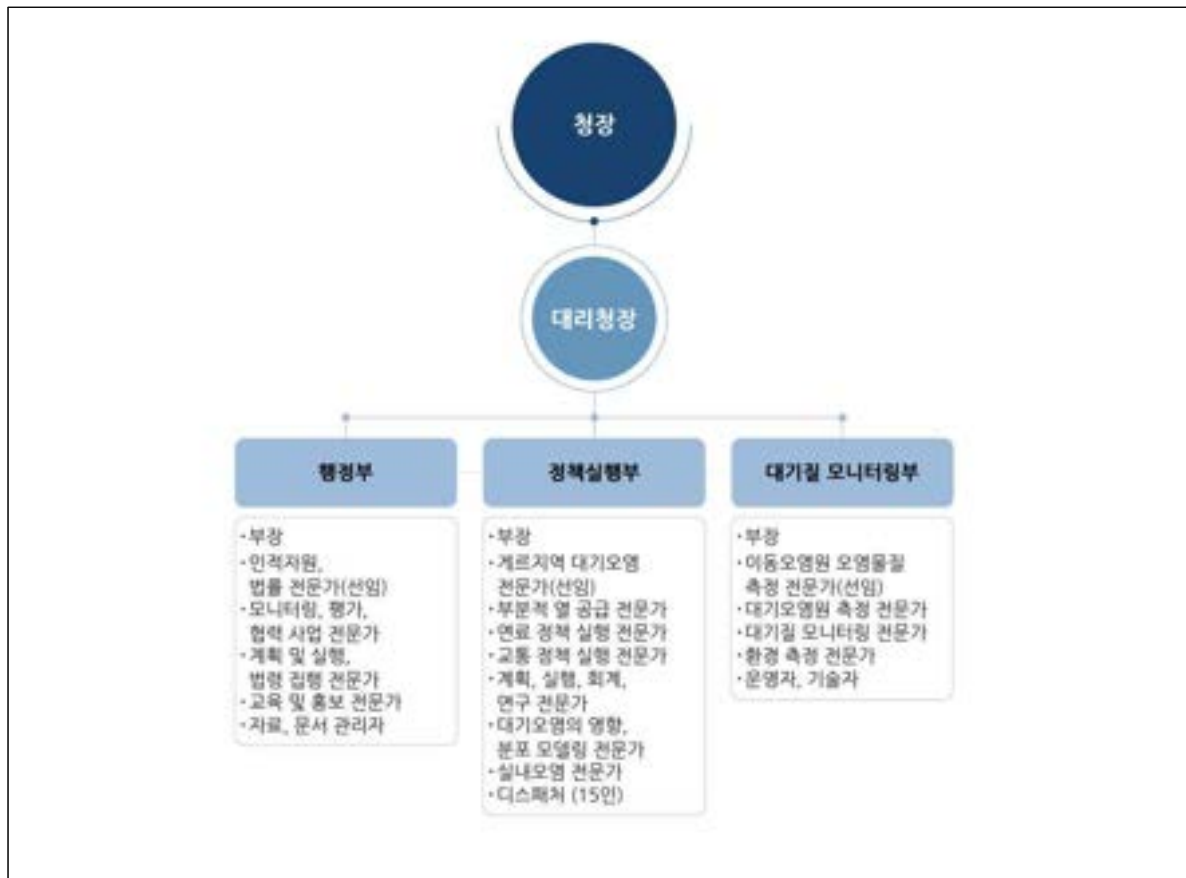 청장
대리청장
행정부
정책실행부
대기질 모니터링부
·부장
·인적자원,
법률 전문가(선임)
·모니터링, 평가,
협력 사업 전문가
·계획 및 실행,
법령 집행 전문가
·교육 및 홍보 전문가
·자료, 문서 관리자
·부장
·게르지역 대기오염
전문가(선임)
·부분적 열 공급 전문가
·연료 정책 실행 전문가
·교통 정책 실행 전문가
·계획, 실행, 회계,
연구 전문가
·대기오염의 영향,
분포 모델링 전문가
·실내오염 전문가
·디스패처 (15인)
·부장
·이동오염원 오염물질
측정 전문가(선임)
·대기오염원 측정 전문가
·대기질 모니터링 전문가
·환경 측정 전문가
·운영자, 기술자